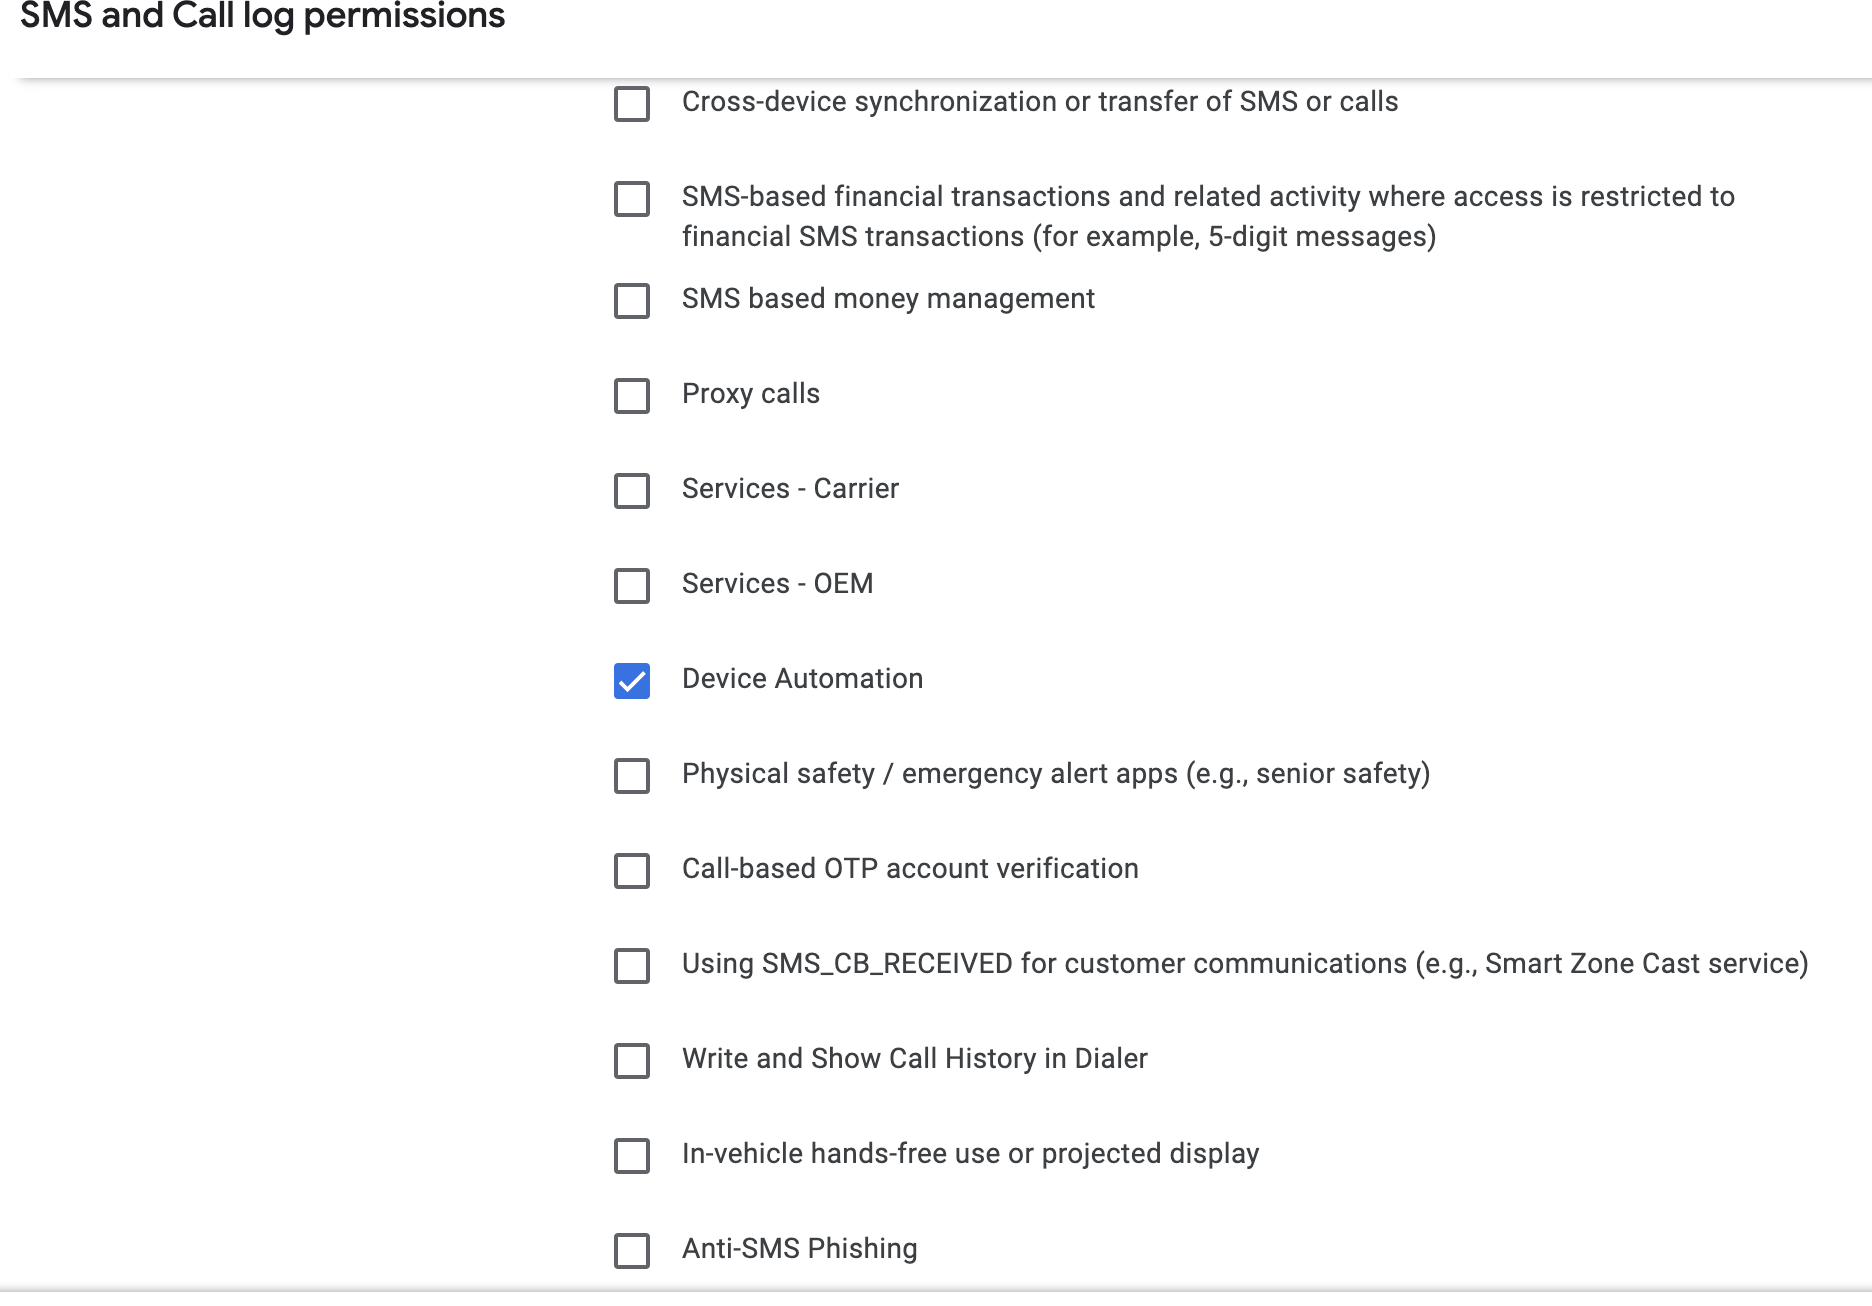 SMS and Call log permissions
Cross-device synchronization or transfer of SMS or calls
SMS-based financial transactions and related activity where access is restricted to
financial SMS transactions (for example, 5-digit messages)
SMS based money management
Proxy calls
Services - Carrier
Services - OEM
Device Automation
Physical safety / emergency alert apps (e.g., senior safety)
Call-based OTP account verification
Using SMS_CB_RECEIVED for customer communications (e.g., Smart Zone Cast service)
Write and Show Call History in Dialer
In-vehicle hands-free use or projected display
Anti-SMS Phishing